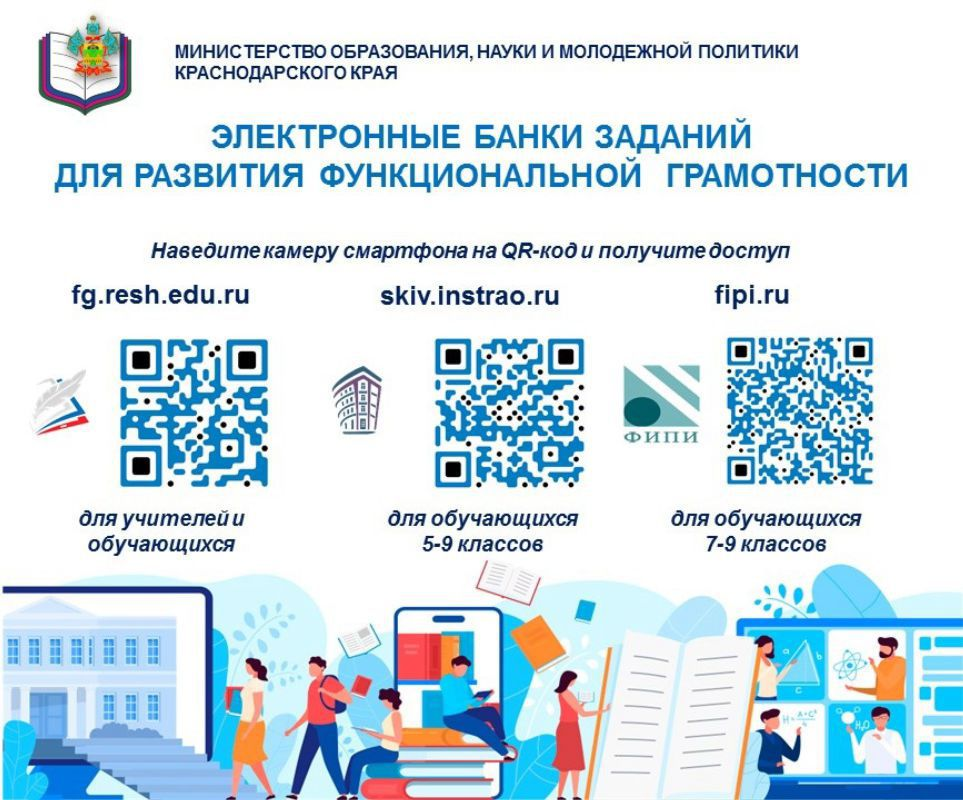 МИНИСТЕРСТВО ОБРАЗОВАНИЯ, НАУКИ И МОЛОДЕЖНОЙ ПОЛИТИКИ
КРАСНОДАРСКОГО КРАЯ
ЭЛЕКТРОННЫЕ БАНКИ ЗАДАНИЙ
ДЛЯ РАЗВИТИЯ ФУНКЦИОНАЛЬНОЙ ГРАМОТНОСТИ
Наведите камеру смартфона на QR-код и получите доступ
fg.resh.edu.ru
skiv.instrao.ru
fipi.ru
ФИПИ
для учителей и
обучающихся
для обучающихся
5-9 классов
для обучающихся
7-9 классов
a
b
c
H₂O